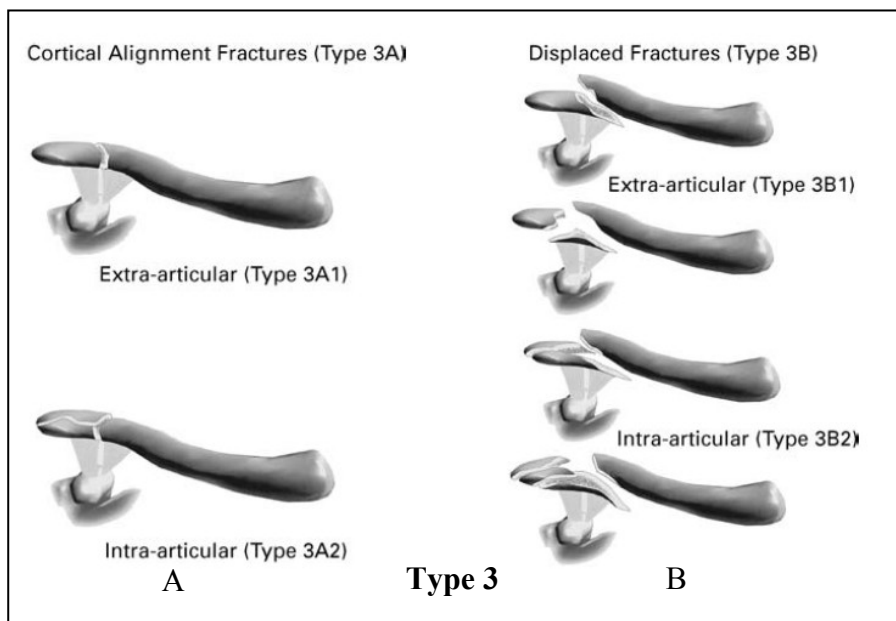 Cortical Alignment Fractures (Type 3A)
Extra-articular (Type 3A1)
Intra-articular (Type 3A2)
A
Displaced Fractures (Type 3B)
Extra-articular (Type 3B1)
Intra-articular (Type 3B2)
B
Type 3